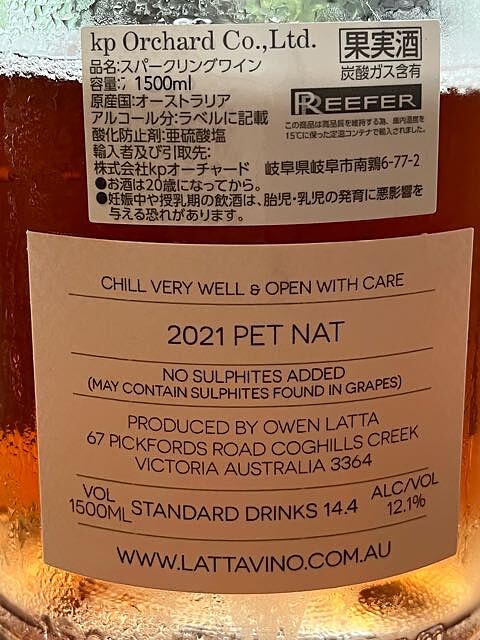 kp Orchard Co.,Ltd.
果実酒
品名:スパークリングワイン
炭酸ガス含有
容量:7 1500ml
原産国:オーストラリア
REEFER
アルコール分:ラベルに記載
この商品は高品質を維持する為、庫内温度を
15℃に保った定温コンテナで輸入されました。
酸化防止剤:亜硫酸塩
輸入者及び引取先:
株式会社kpオーチャード 岐阜県岐阜市南鶉6-77-2
●お酒は20歳になってから。
●妊娠中や授乳期の飲酒は、胎児・乳児の発育に悪影響を
与える恐れがあります。
CHILL VERY WELL & OPEN WITH CARE
2021 PET NAT
NO SULPHITES ADDED
(MAY CONTAIN SULPHITES FOUND IN GRAPES)
PRODUCED BY OWEN LATTA
67 PICKFORDS ROAD COGHILLS CREEK
VICTORIA AUSTRALIA 3364
VOL
1500ML
STANDARD DRINKS 14.4
ALC/VOL
12.1%
WWW.LATTAVINO.COM.AU